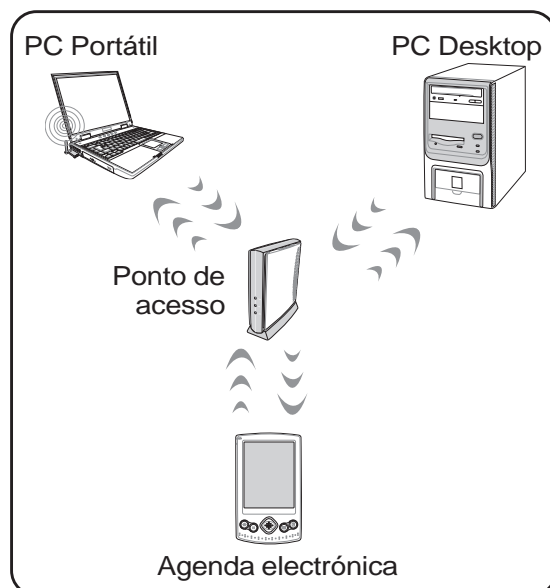 PC Portátil
PC Desktop
Ponto de
acesso
Agenda electrónica